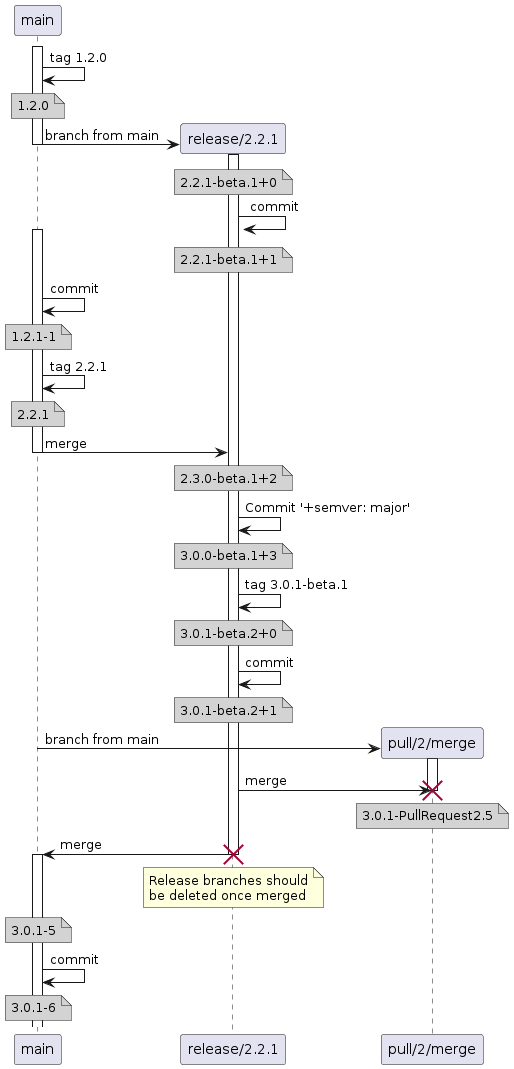 main
tag 1.2.0
1.2.0
branch from main
release/2.2.1
2.2.1-beta.1+0
commit
2.2.1-beta.1+1
commit
1.2.1-1
tag 2.2.1
2.2.1
merge
2.3.0-beta.1+2
Commit '+semver: major'
3.0.0-beta.1+3
tag 3.0.1-beta.1
3.0.1-beta.2+0
commit
3.0.1-beta.2+1
branch from main
pull/2/merge
merge
3.0.1-PullRequest2.5
merge
Release branches should
be deleted once merged
3.0.1-5
commit
3.0.1-6
main
release/2.2.1
pull/2/merge